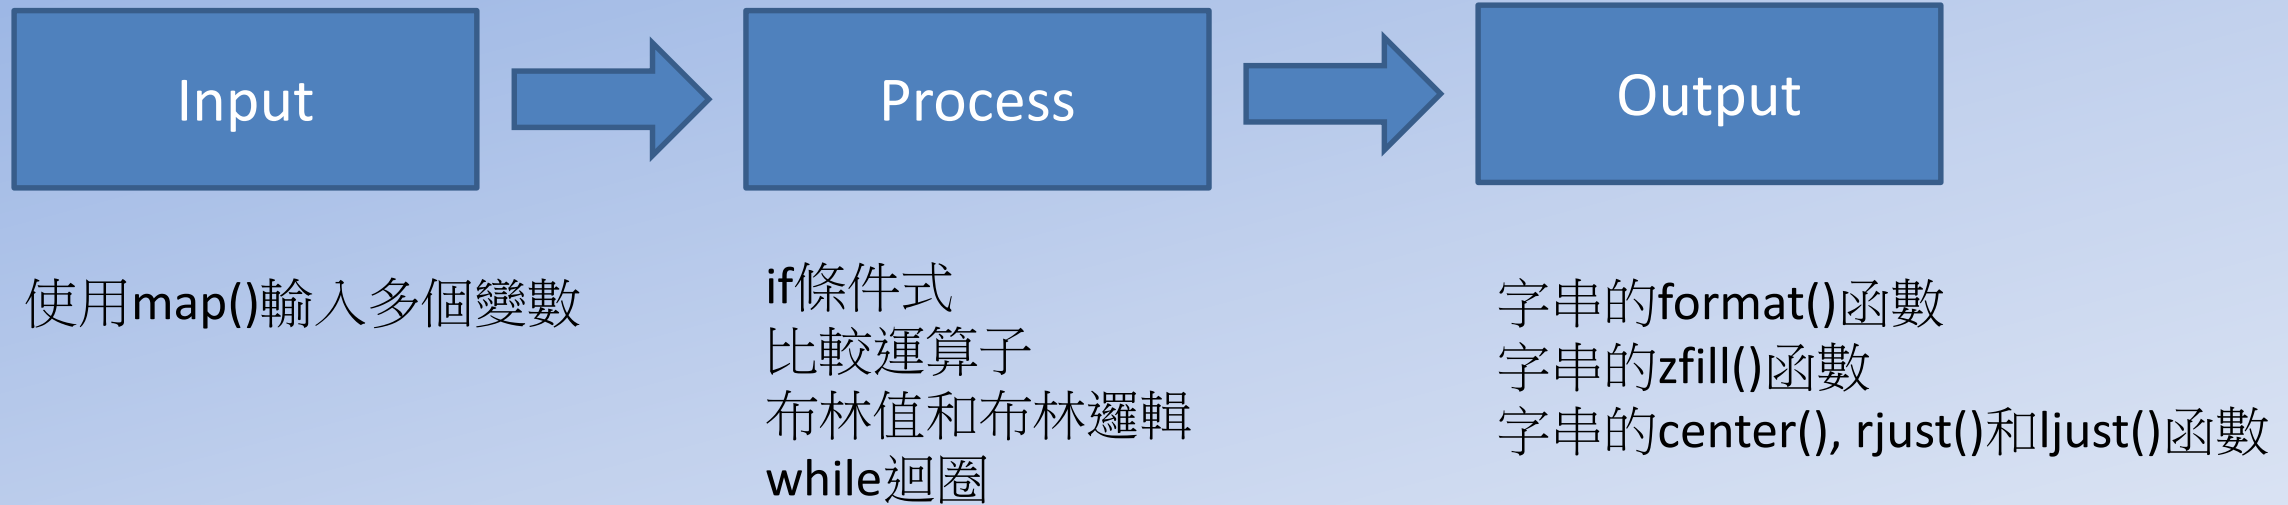 Input
Process
Output
使用map()輸入多個變數
if條件式
比較運算子
布林值和布林邏輯
while迴圈
字串的format()函數
字串的zfill()函數
字串的center(), rjust()和ljust()函數